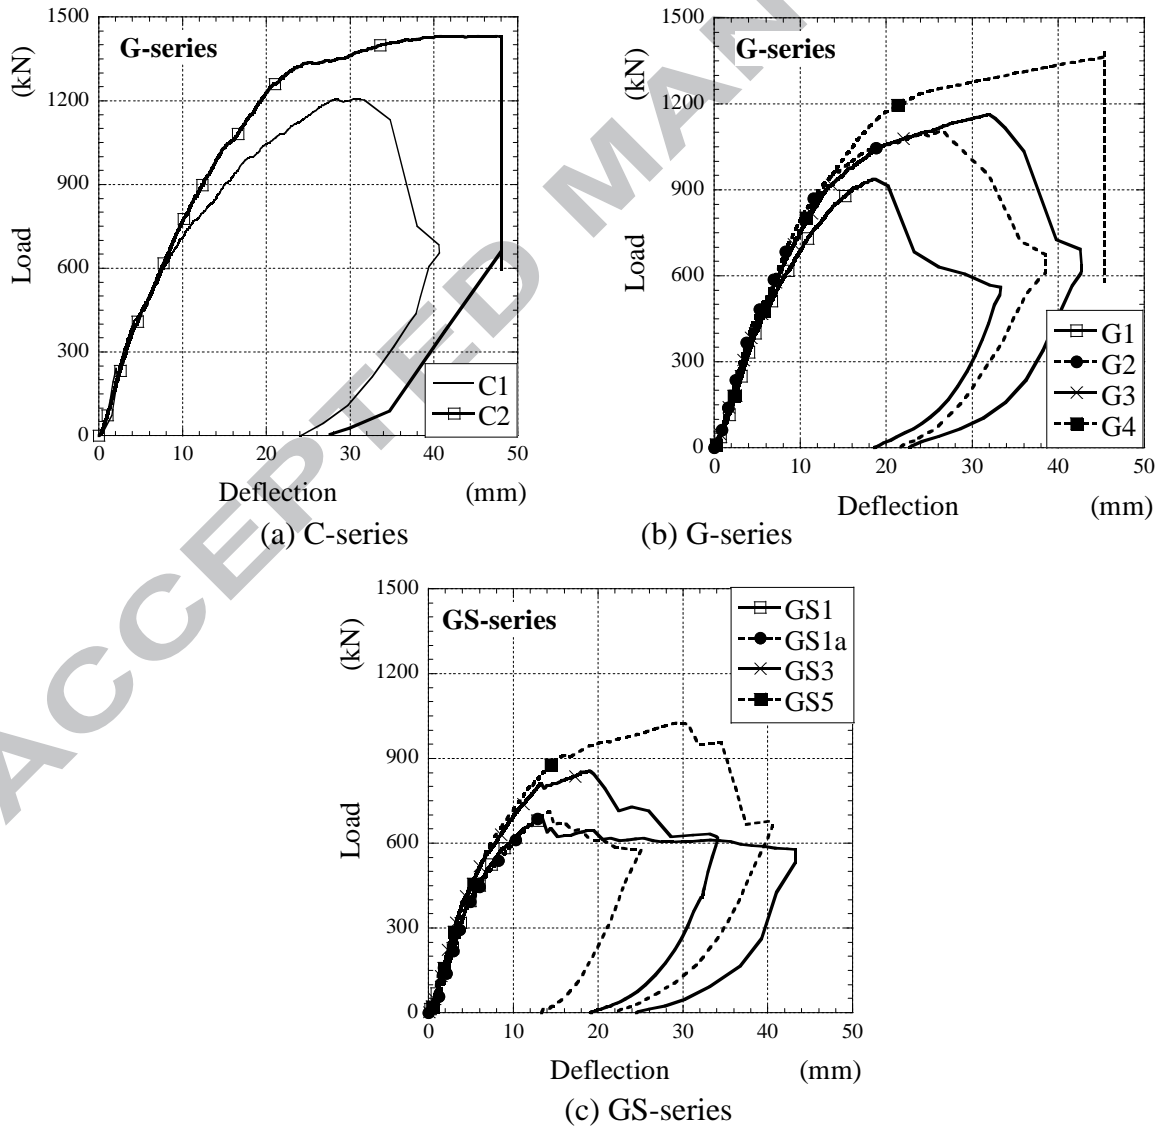 1500
1200
900
600
300
0
G-series
(kN)
Load
C1
C2
0
10
20
30
40
50
Deflection
(mm)
(a) C-series
1500
1200
900
600
300
0
G-series
(kN)
Load
G1
G2
G3
G4
0
10
20
30
40
50
Deflection
(mm)
(b) G-series
1500
1200
900
600
300
0
GS-series
(kN)
Load
GS1
GS1a
GS3
GS5
0
10
20
30
40
50
Deflection
(mm)
(c) GS-series
ACCEPTED MAN